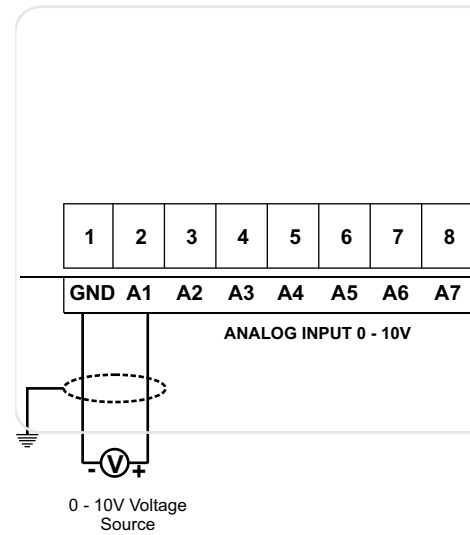 1 2 3 4 5 6 7 8
GND A1 A2 A3 A4 A5 A6 A7
ANALOG INPUT 0 - 10V
- V +
0 - 10V Voltage
Source